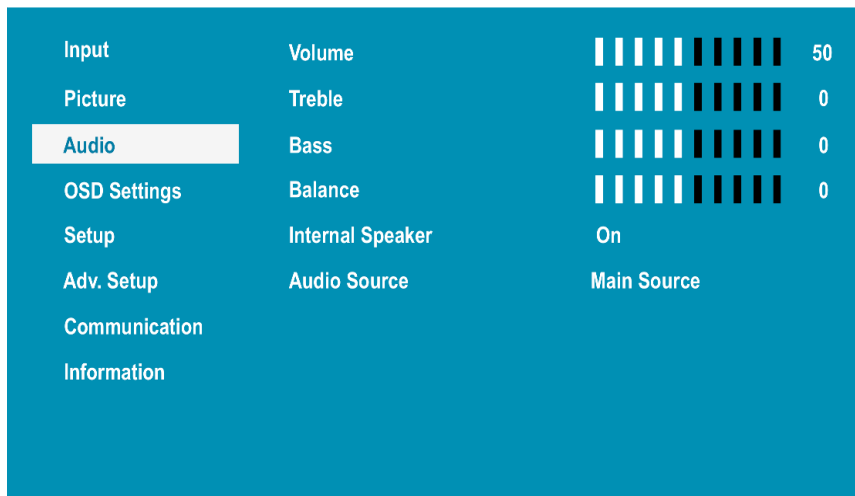 Input
Picture
Audio
OSD Settings
Setup
Adv. Setup
Communication
Information
Volume 50
Treble 0
Bass 0
Balance 0
Internal Speaker On
Audio Source Main Source